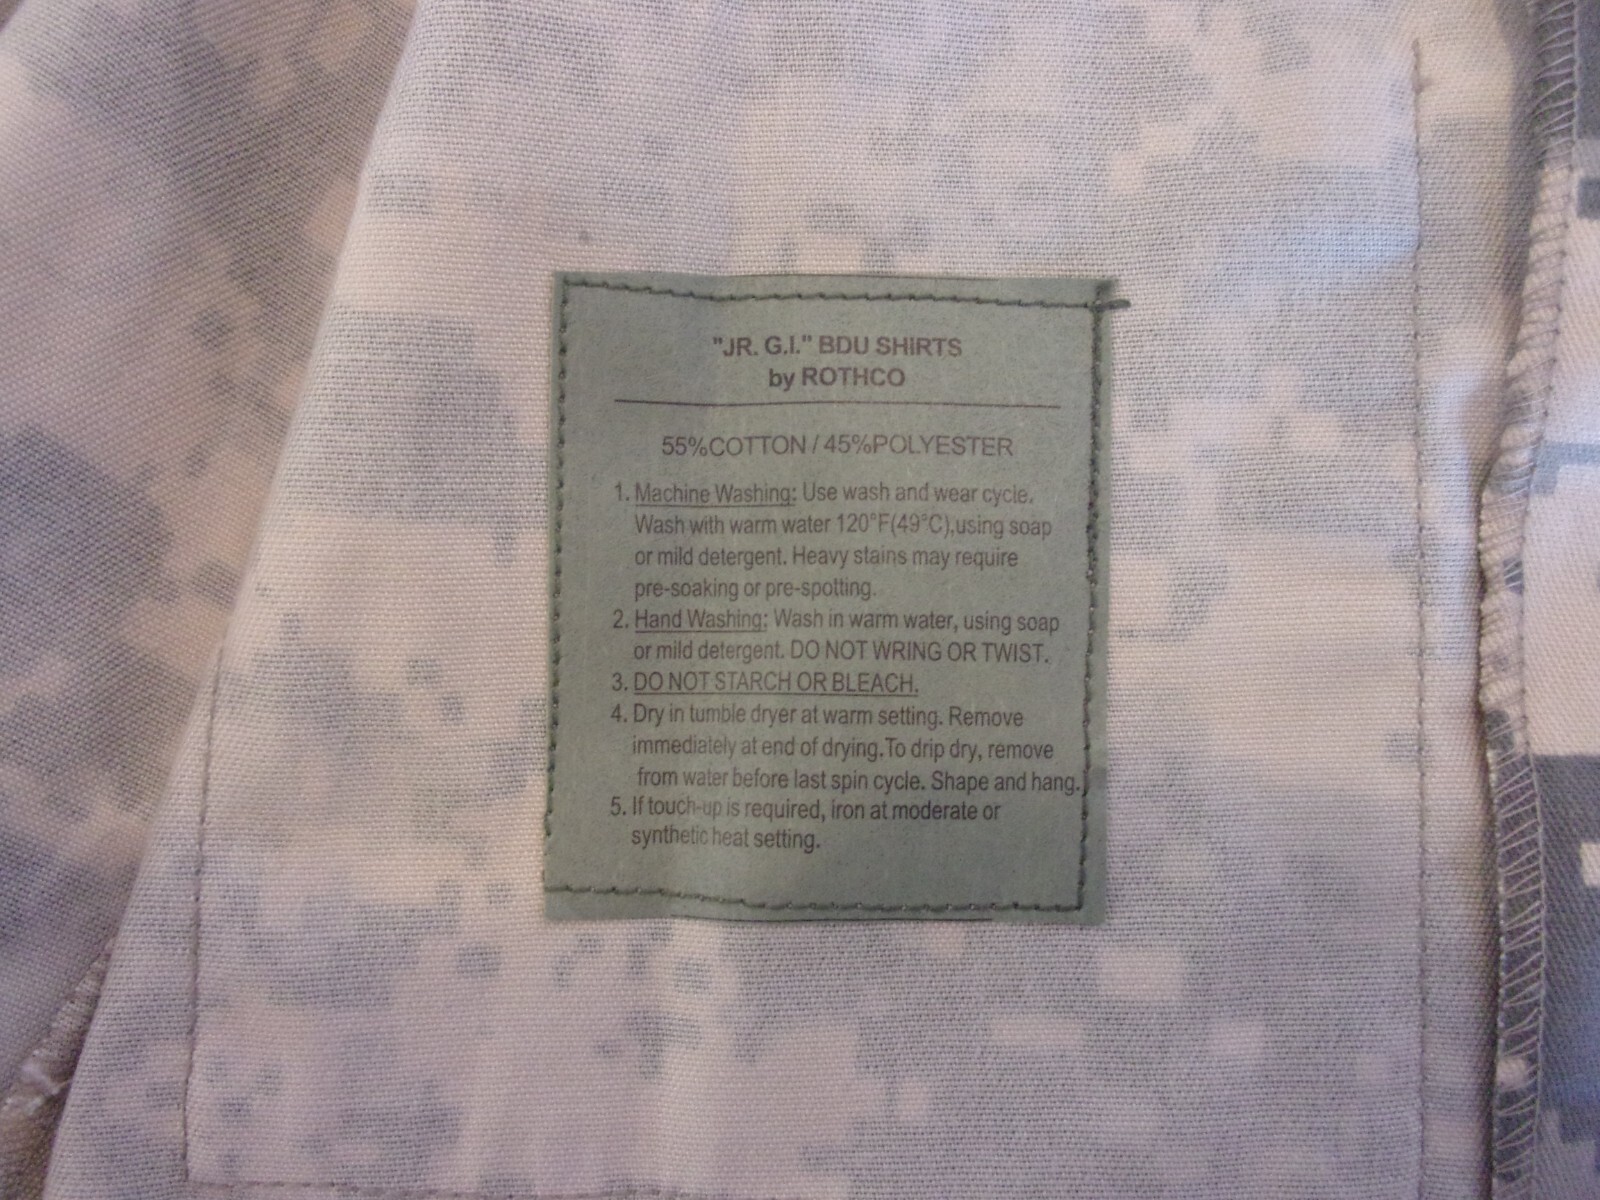 "JR. G.I." BDU SHIRTS
by ROTHCO
55%COTTON / 45%POLYESTER
1. Machine Washing: Use wash and wear cycle.
Wash with warm water 120°F(49°C),using soap
or mild detergent. Heavy stains may require
pre-soaking or pre-spotting.
2. Hand Washing: Wash in warm water, using soap
or mild detergent. DO NOT WRING OR TWIST.
3. DO NOT STARCH OR BLEACH.
4. Dry in tumble dryer at warm setting. Remove
immediately at end of drying.To drip dry, remove
from water before last spin cycle. Shape and hang.
5. If touch-up is required, iron at moderate or
synthetic heat setting.